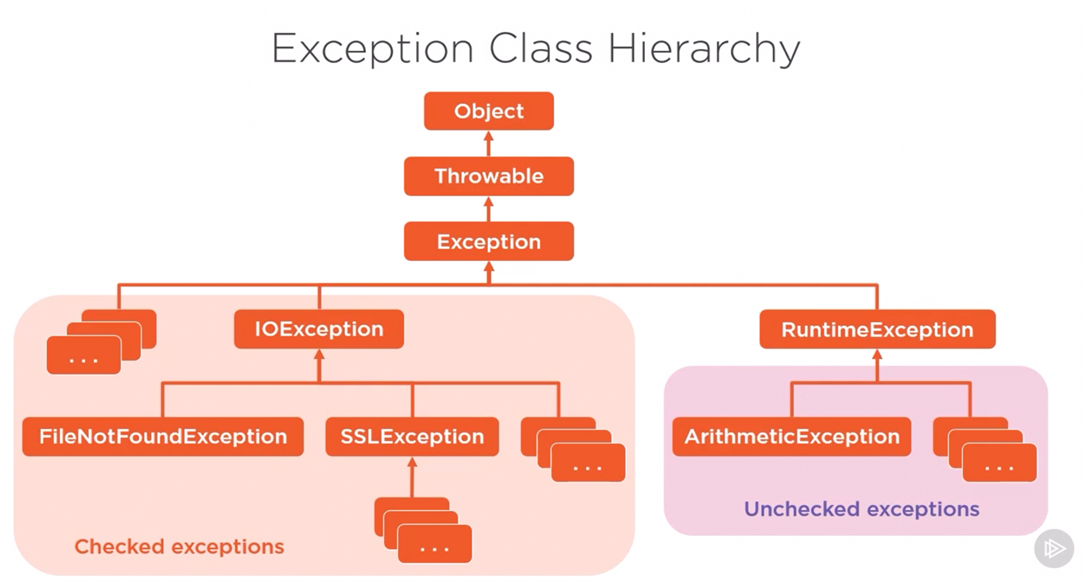 Exception Class Hierarchy
Object
Throwable
Exception
...
IOException
RuntimeException
FileNotFoundException
SSLException
...
ArithmeticException
...
...
Unchecked exceptions
Checked exceptions